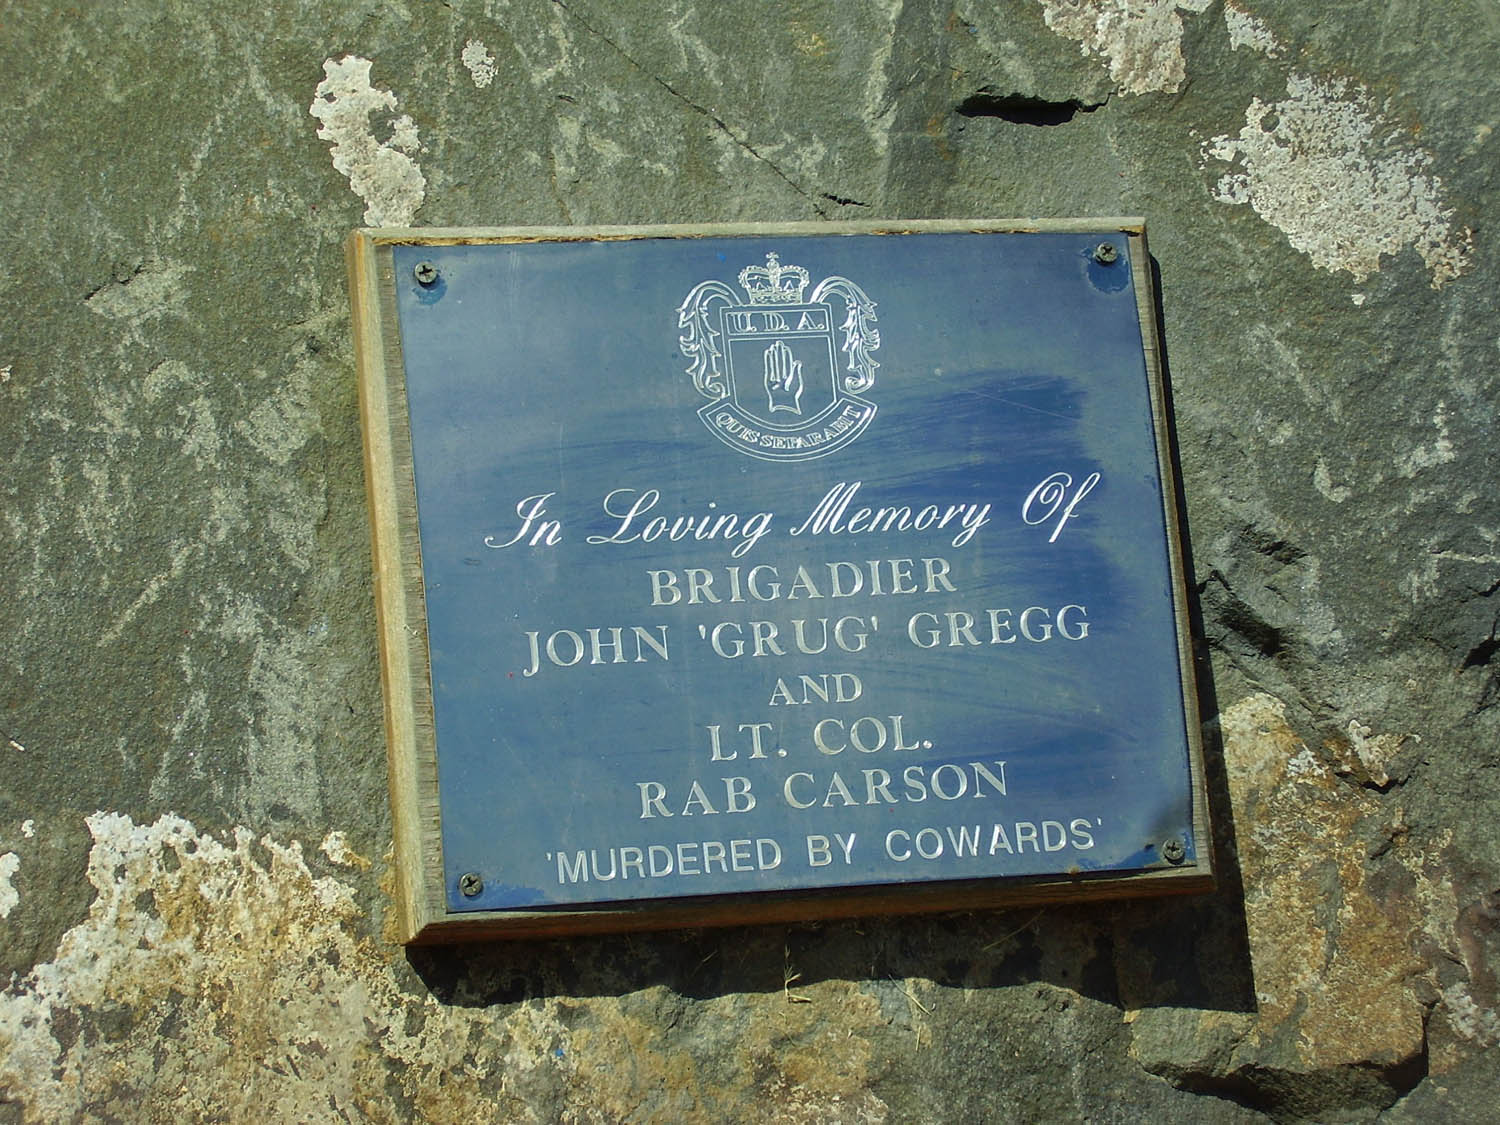 U.D.A.
QUIS SEPARABIT
In Loving Memory Of
BRIGADIER
JOHN 'GRUG' GREGG
AND
LT. COL.
RAB CARSON
'MURDERED BY COWARDS'